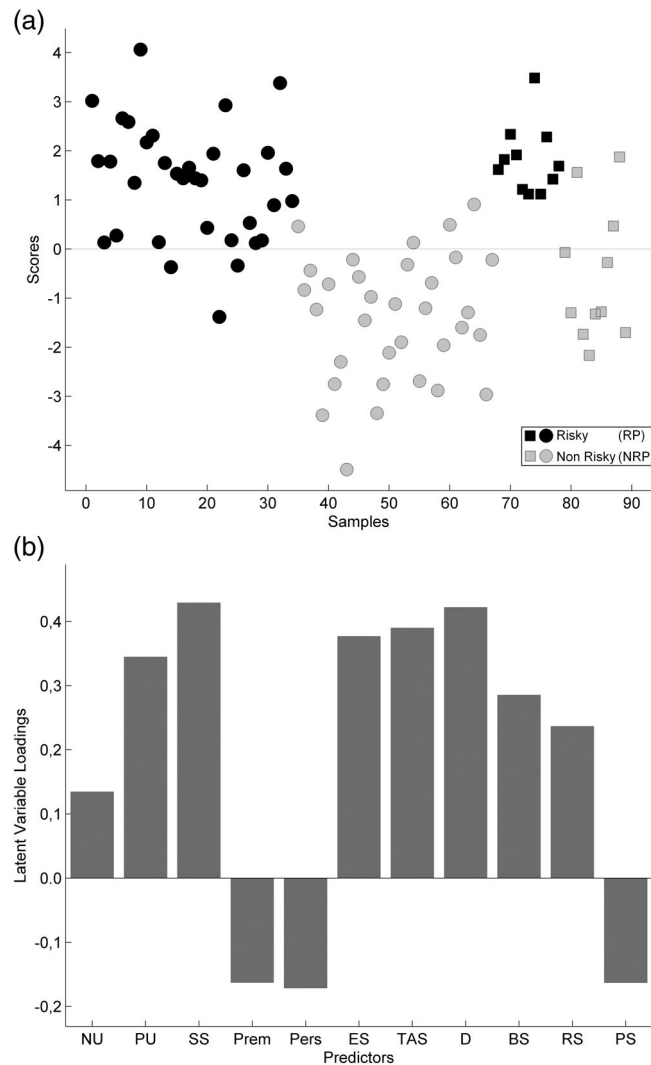 (a)
4
3
2
1
0
-1
-2
-3
-4
Scores
Risky (RP)
Non Risky (NRP)
0 10 20 30 40 50 60 70 80 90
Samples
(b)
0,4
0,3
0,2
0,1
0.0
-0,1
-0,2
Latent Variable Loadings
NU PU SS Prem Pers ES TAS D BS RS PS
Predictors